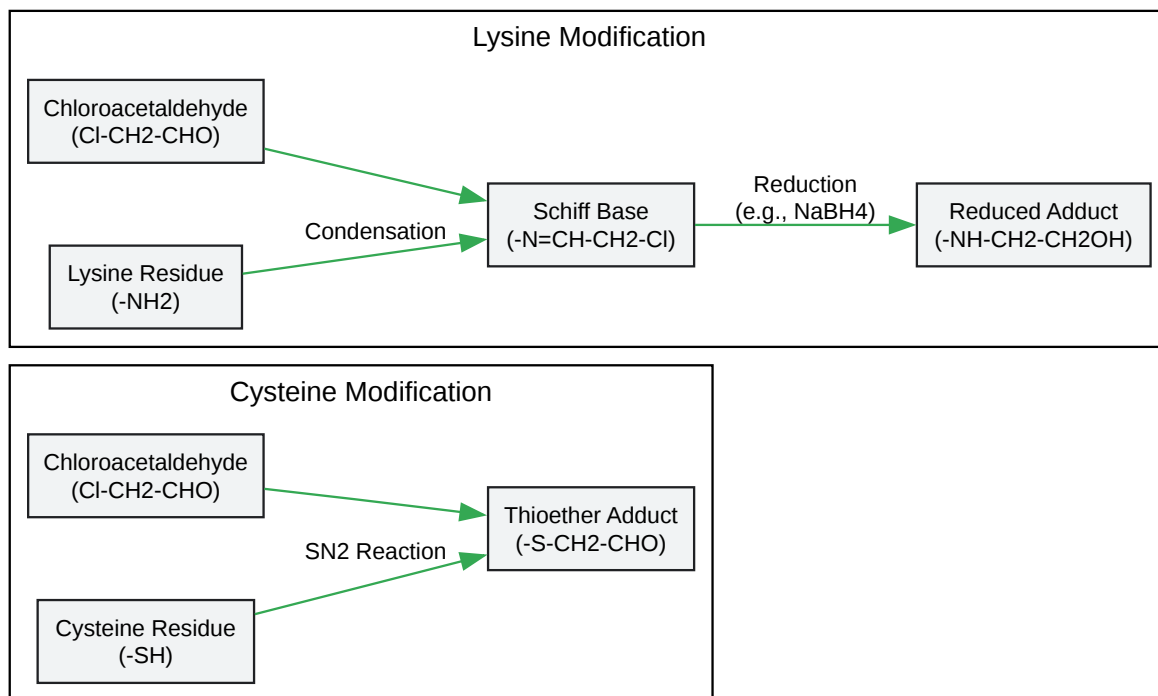 Lysine Modification
Chloroacetaldehyde
(Cl-CH2-CHO)
Condensation
Lysine Residue
(-NH2)
Schiff Base
(-N=CH-CH2-Cl)
Reduction
(e.g., NaBH4)
Reduced Adduct
(-NH-CH2-CH2OH)
Cysteine Modification
Chloroacetaldehyde
(Cl-CH2-CHO)
SN2 Reaction
Cysteine Residue
(-SH)
Thioether Adduct
(-S-CH2-CHO)